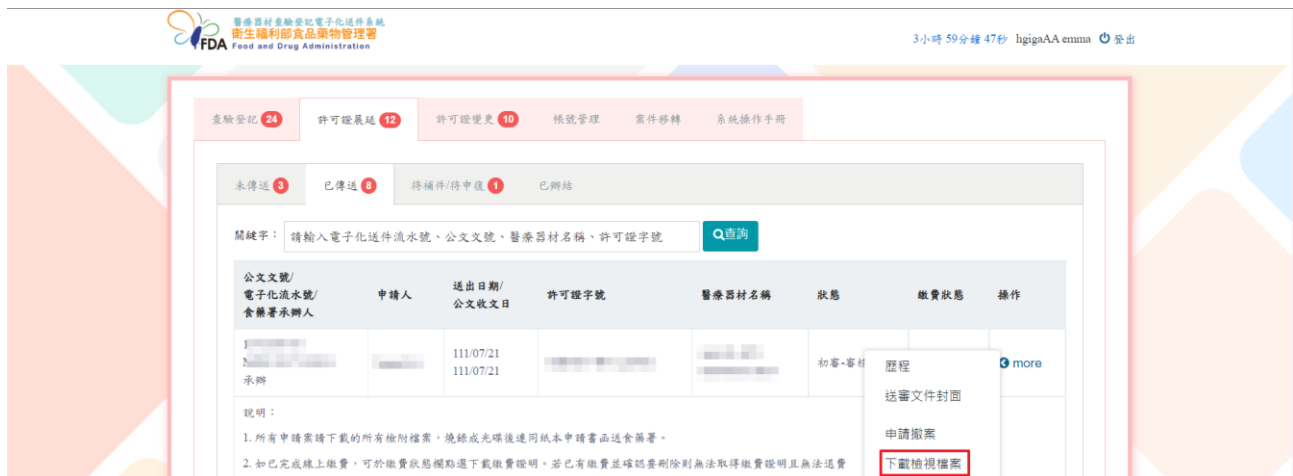 醫療器材查驗登記電子化送件系統
衛生福利部食品藥物管理署
FDA Food and Drug Administration
3小時 59分鐘 47秒 hgigaAA emma 登出
查驗登記 24 許可證展延 12 許可證變更 10 帳號管理 案件移轉 系統操作手冊
未傳送 3 已傳送 8 待補件/待申復 1 已辦結
關鍵字: 請輸入電子化送件流水號、公文文號、醫療器材名稱、許可證字號 查詢
公文文號/
電子化流水號/
食藥署承辦人
申請人
送出日期/
公文收文日
許可證字號
醫療器材名稱
狀態
繳費狀態
操作
承辦
111/07/21
111/07/21
初審-審
more
歷程
送審文件封面
申請撤案
下載檢視檔案
說明:
1. 所有申請案請下載的所有檢附檔案,燒錄成光碟後連同紙本申請書函送食藥署。
2. 如已完成線上繳費,可於繳費狀態欄點選下載繳費證明。若已有繳費並確認要刪除則無法取得繳費證明且無法退費